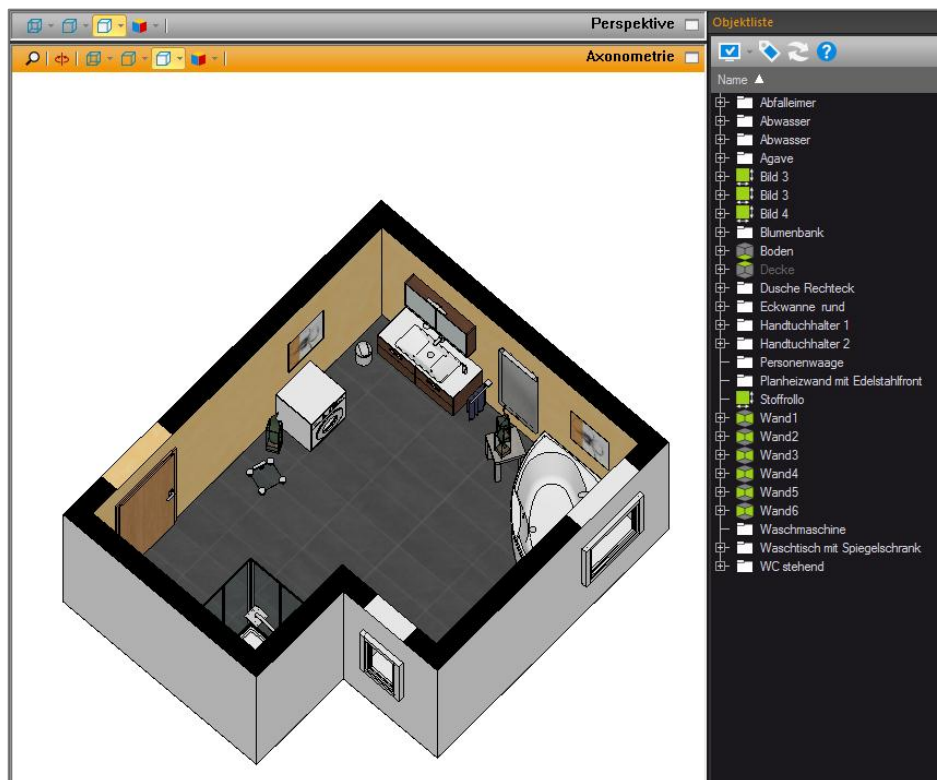 Perspektive
Axonometrie
Objektliste
Name
Abfalleimer
Abwasser
Abwasser
Agave
Bild 3
Bild 3
Bild 4
Blumenbank
Boden
Decke
Dusche Rechteck
Eckwanne rund
Handtuchhalter 1
Handtuchhalter 2
Personenwaage
Planheizwand mit Edelstahlfront
Stoffrollo
Wand1
Wand2
Wand3
Wand4
Wand5
Wand6
Waschmaschine
Waschtisch mit Spiegelschrank
WC stehend